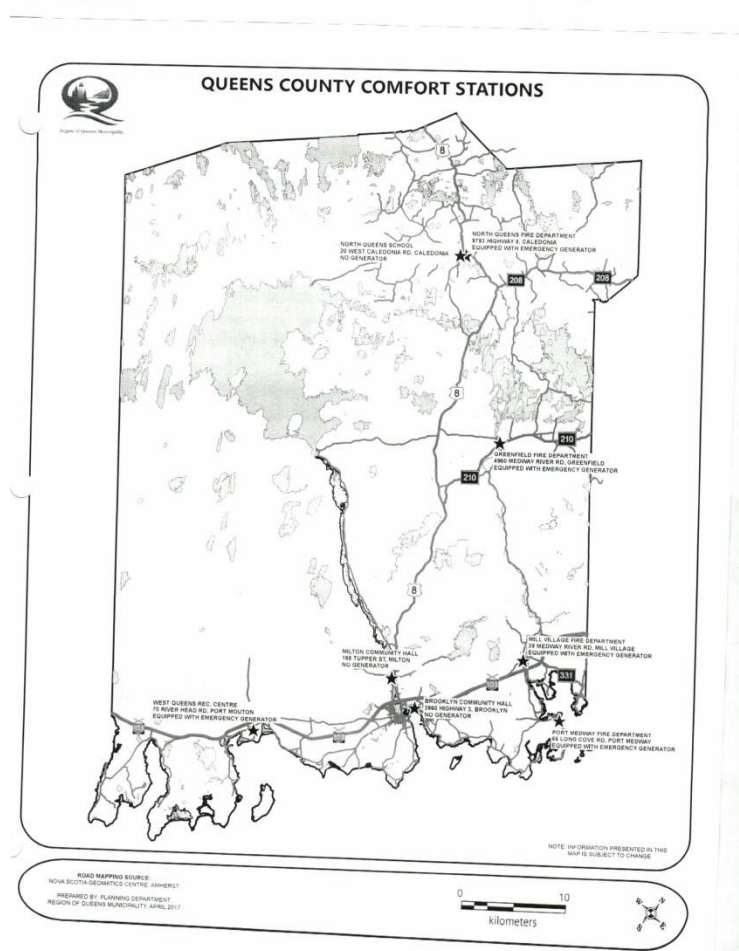 QUEENS COUNTY COMFORT STATIONS
Region of Queens Municipality
8
NORTH QUEENS FIRE DEPARTMENT
9793 HIGHWAY 8, CALEDONIA
EQUIPPED WITH EMERGENCY GENERATOR
NORTH QUEENS SCHOOL
20 WEST CALEDONIA RD, CALEDONIA
NO GENERATOR
208
208
8
210
GREENFIELD FIRE DEPARTMENT
4960 MEDWAY RIVER RD, GREENFIELD
EQUIPPED WITH EMERGENCY GENERATOR
210
8
MILL VILLAGE FIRE DEPARTMENT
39 MEDWAY RIVER RD, MILL VILLAGE
EQUIPPED WITH EMERGENCY GENERATOR
MILTON COMMUNITY HALL
168 TUPPER ST, MILTON
NO GENERATOR
331
103
WEST QUEENS REC. CENTRE
70 RIVER HEAD RD, PORT MOUTON
EQUIPPED WITH EMERGENCY GENERATOR
BROOKLYN COMMUNITY HALL
3960 HIGHWAY 3, BROOKLYN
NO GENERATOR
103
103
PORT MEDWAY FIRE DEPARTMENT
LONG COVE RD, PORT MEDWAY
EQUIPPED WITH EMERGENCY GENERATOR
NOTE: INFORMATION PRESENTED IN THIS
MAP IS SUBJECT TO CHANGE
ROAD MAPPING SOURCE:
NOVA SCOTIA GEOMATICS CENTRE, AMHERST
PREPARED BY: PLANNING DEPARTMENT
REGION OF QUEENS MUNICIPALITY, APRIL 2017
0 10
kilometers
N
E
S
W